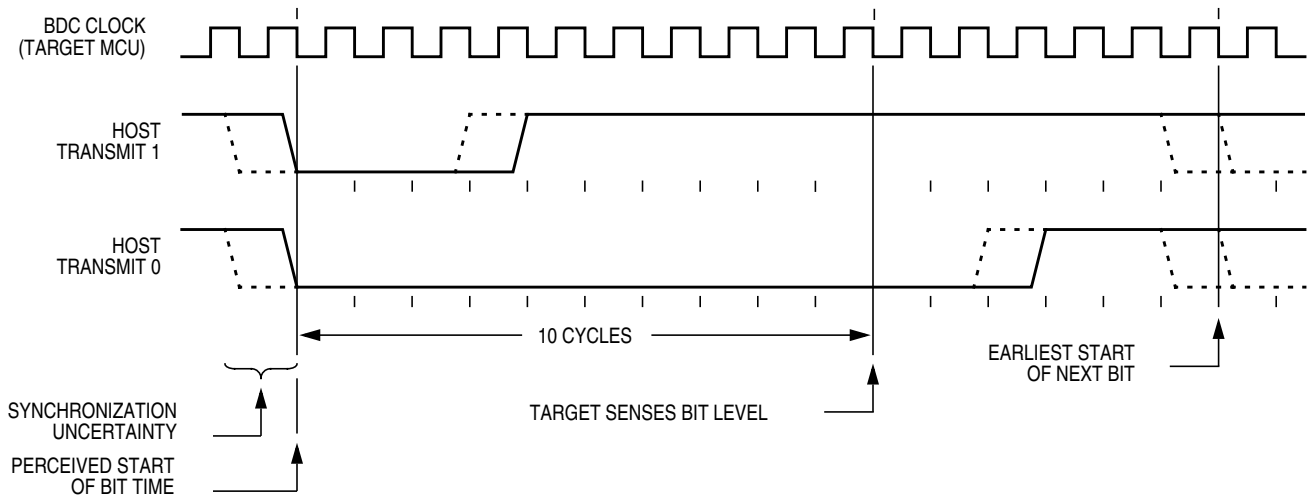 BDC CLOCK
(TARGET MCU)
HOST
TRANSMIT 1
HOST
TRANSMIT 0
10 CYCLES
EARLIEST START
OF NEXT BIT
TARGET SENSES BIT LEVEL
SYNCHRONIZATION
UNCERTAINTY
PERCEIVED START
OF BIT TIME